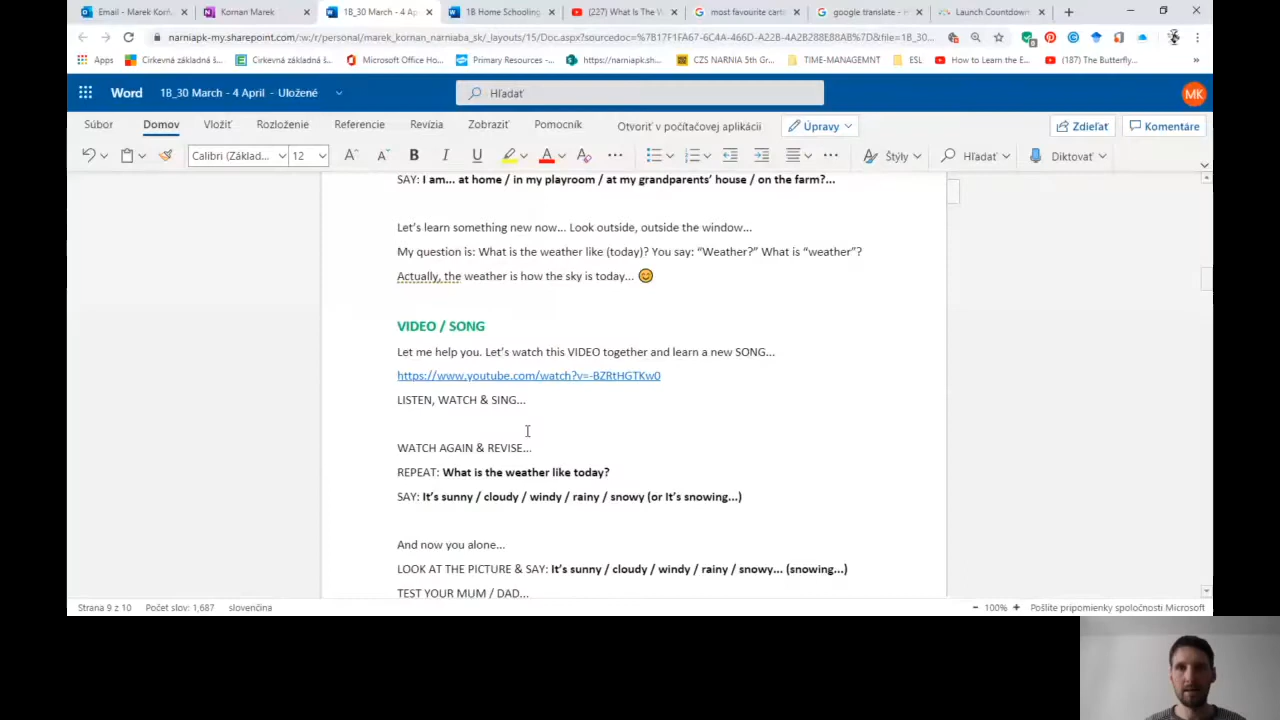 Email - Marek Korň
Kornan Marek
1B_30 March - 4 Apri
1B Home Schooling
(227) What Is The W
most favourite carto
google translate - H
Launch Countdown
narniapk-my.sharepoint.com/:w:/r/personal/marek_kornan_narniaba_sk/_layouts/15/Doc.aspx?sourcedoc=%7B17F1FA67-6C4A-466D-A22B-4A2B288E88AB%7D&file=1B_30...
Apps
Cirkevná základná š...
Cirkevná základná š...
Microsoft Office Ho...
Primary Resources -...
https://narniapk.sh...
CZS NARNIA 5th Gr...
TIME-MANAGEMNT
ESL
How to Learn the E...
(187) The Butterfly...
Word
1B_30 March - 4 April - Uložené
Hľadať
MK
Súbor
Domov
Vložiť
Rozloženie
Referencie
Revízia
Zobraziť
Pomocník
Otvoriť v počítačovej aplikácii
Úpravy
Zdieľať
Komentáre
Calibri (Základ...
12
Štýly
Hľadať
Diktovať
SAY: I am... at home / in my playroom / at my grandparents' house / on the farm?...
Let's learn something new now... Look outside, outside the window...
My question is: What is the weather like (today)? You say: “Weather?” What is “weather”?
Actually, the weather is how the sky is today... 😊
VIDEO / SONG
Let me help you. Let's watch this VIDEO together and learn a new SONG...
https://www.youtube.com/watch?v=-BZRtHGTKw0
LISTEN, WATCH & SING...
WATCH AGAIN & REVISE...
REPEAT: What is the weather like today?
SAY: It's sunny / cloudy / windy / rainy / snowy (or It's snowing...)
And now you alone...
LOOK AT THE PICTURE & SAY: It's sunny / cloudy / windy / rainy / snowy... (snowing...)
TEST YOUR MUM / DAD...
Strana 9 z 10
Počet slov: 1,687
slovenčina
100%
Pošlite pripomienky spoločnosti Microsoft